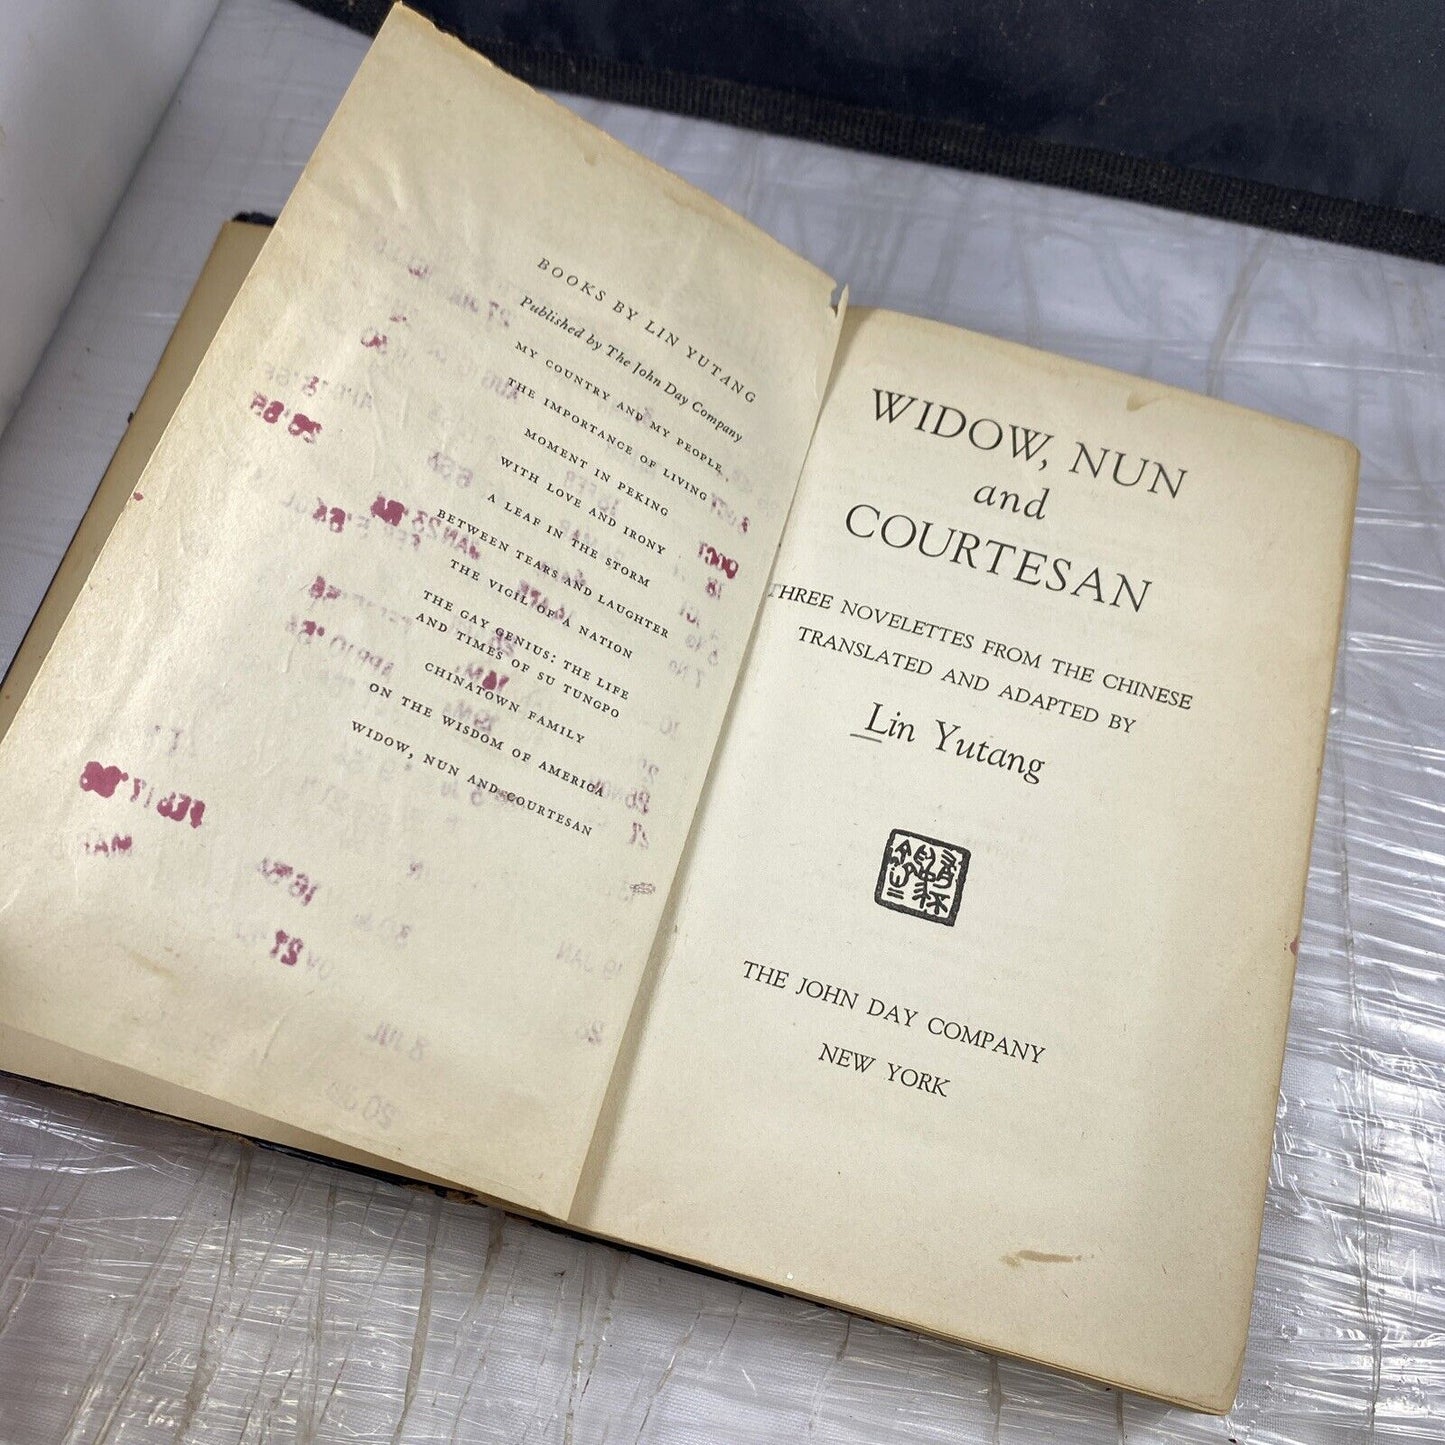 BOOKS BY LIN YUTANG
Published by The John Day Company
MY COUNTRY AND MY PEOPLE
THE IMPORTANCE OF LIVING
MOMENT IN PEKING
WITH LOVE AND IRONY
A LEAF IN THE STORM
BETWEEN TEARS AND LAUGHTER
THE VIGIL OF A NATION
THE GAY GENIUS: THE LIFE
AND TIMES OF SU TUNGPO
CHINATOWN FAMILY
ON THE WISDOM OF AMERICA
WIDOW, NUN AND COURTESAN
WIDOW, NUN
and
COURTESAN
THREE NOVELETTES FROM THE CHINESE
TRANSLATED AND ADAPTED BY
Lin Yutang
THE JOHN DAY COMPANY
NEW YORK